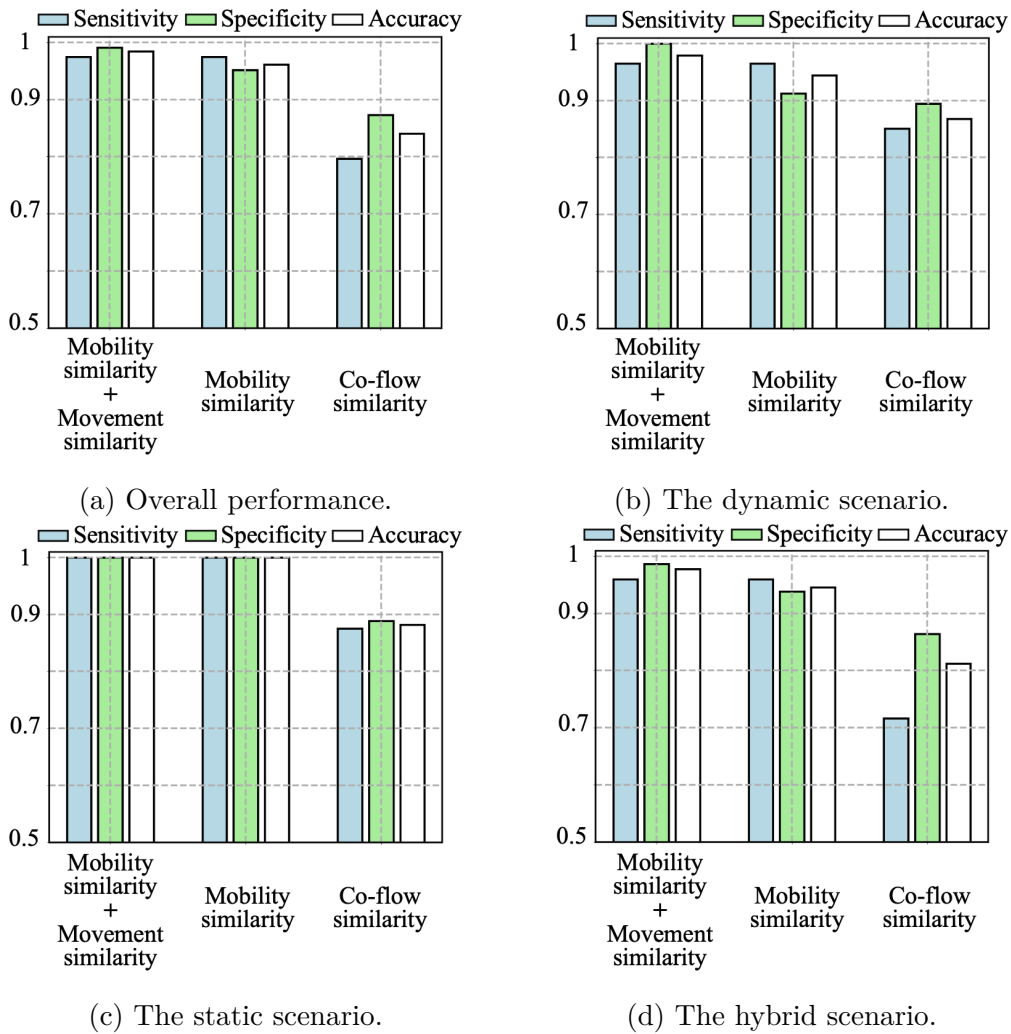 Sensitivity Specificity Accuracy
1
0.9
0.7
0.5
Mobility
similarity
+
Movement
similarity
Mobility
similarity
Co-flow
similarity
(a) Overall performance.
Sensitivity Specificity Accuracy
1
0.9
0.7
0.5
Mobility
similarity
+
Movement
similarity
Mobility
similarity
Co-flow
similarity
(b) The dynamic scenario.
Sensitivity Specificity Accuracy
1
0.9
0.7
0.5
Mobility
similarity
+
Movement
similarity
Mobility
similarity
Co-flow
similarity
(c) The static scenario.
Sensitivity Specificity Accuracy
1
0.9
0.7
0.5
Mobility
similarity
+
Movement
similarity
Mobility
similarity
Co-flow
similarity
(d) The hybrid scenario.